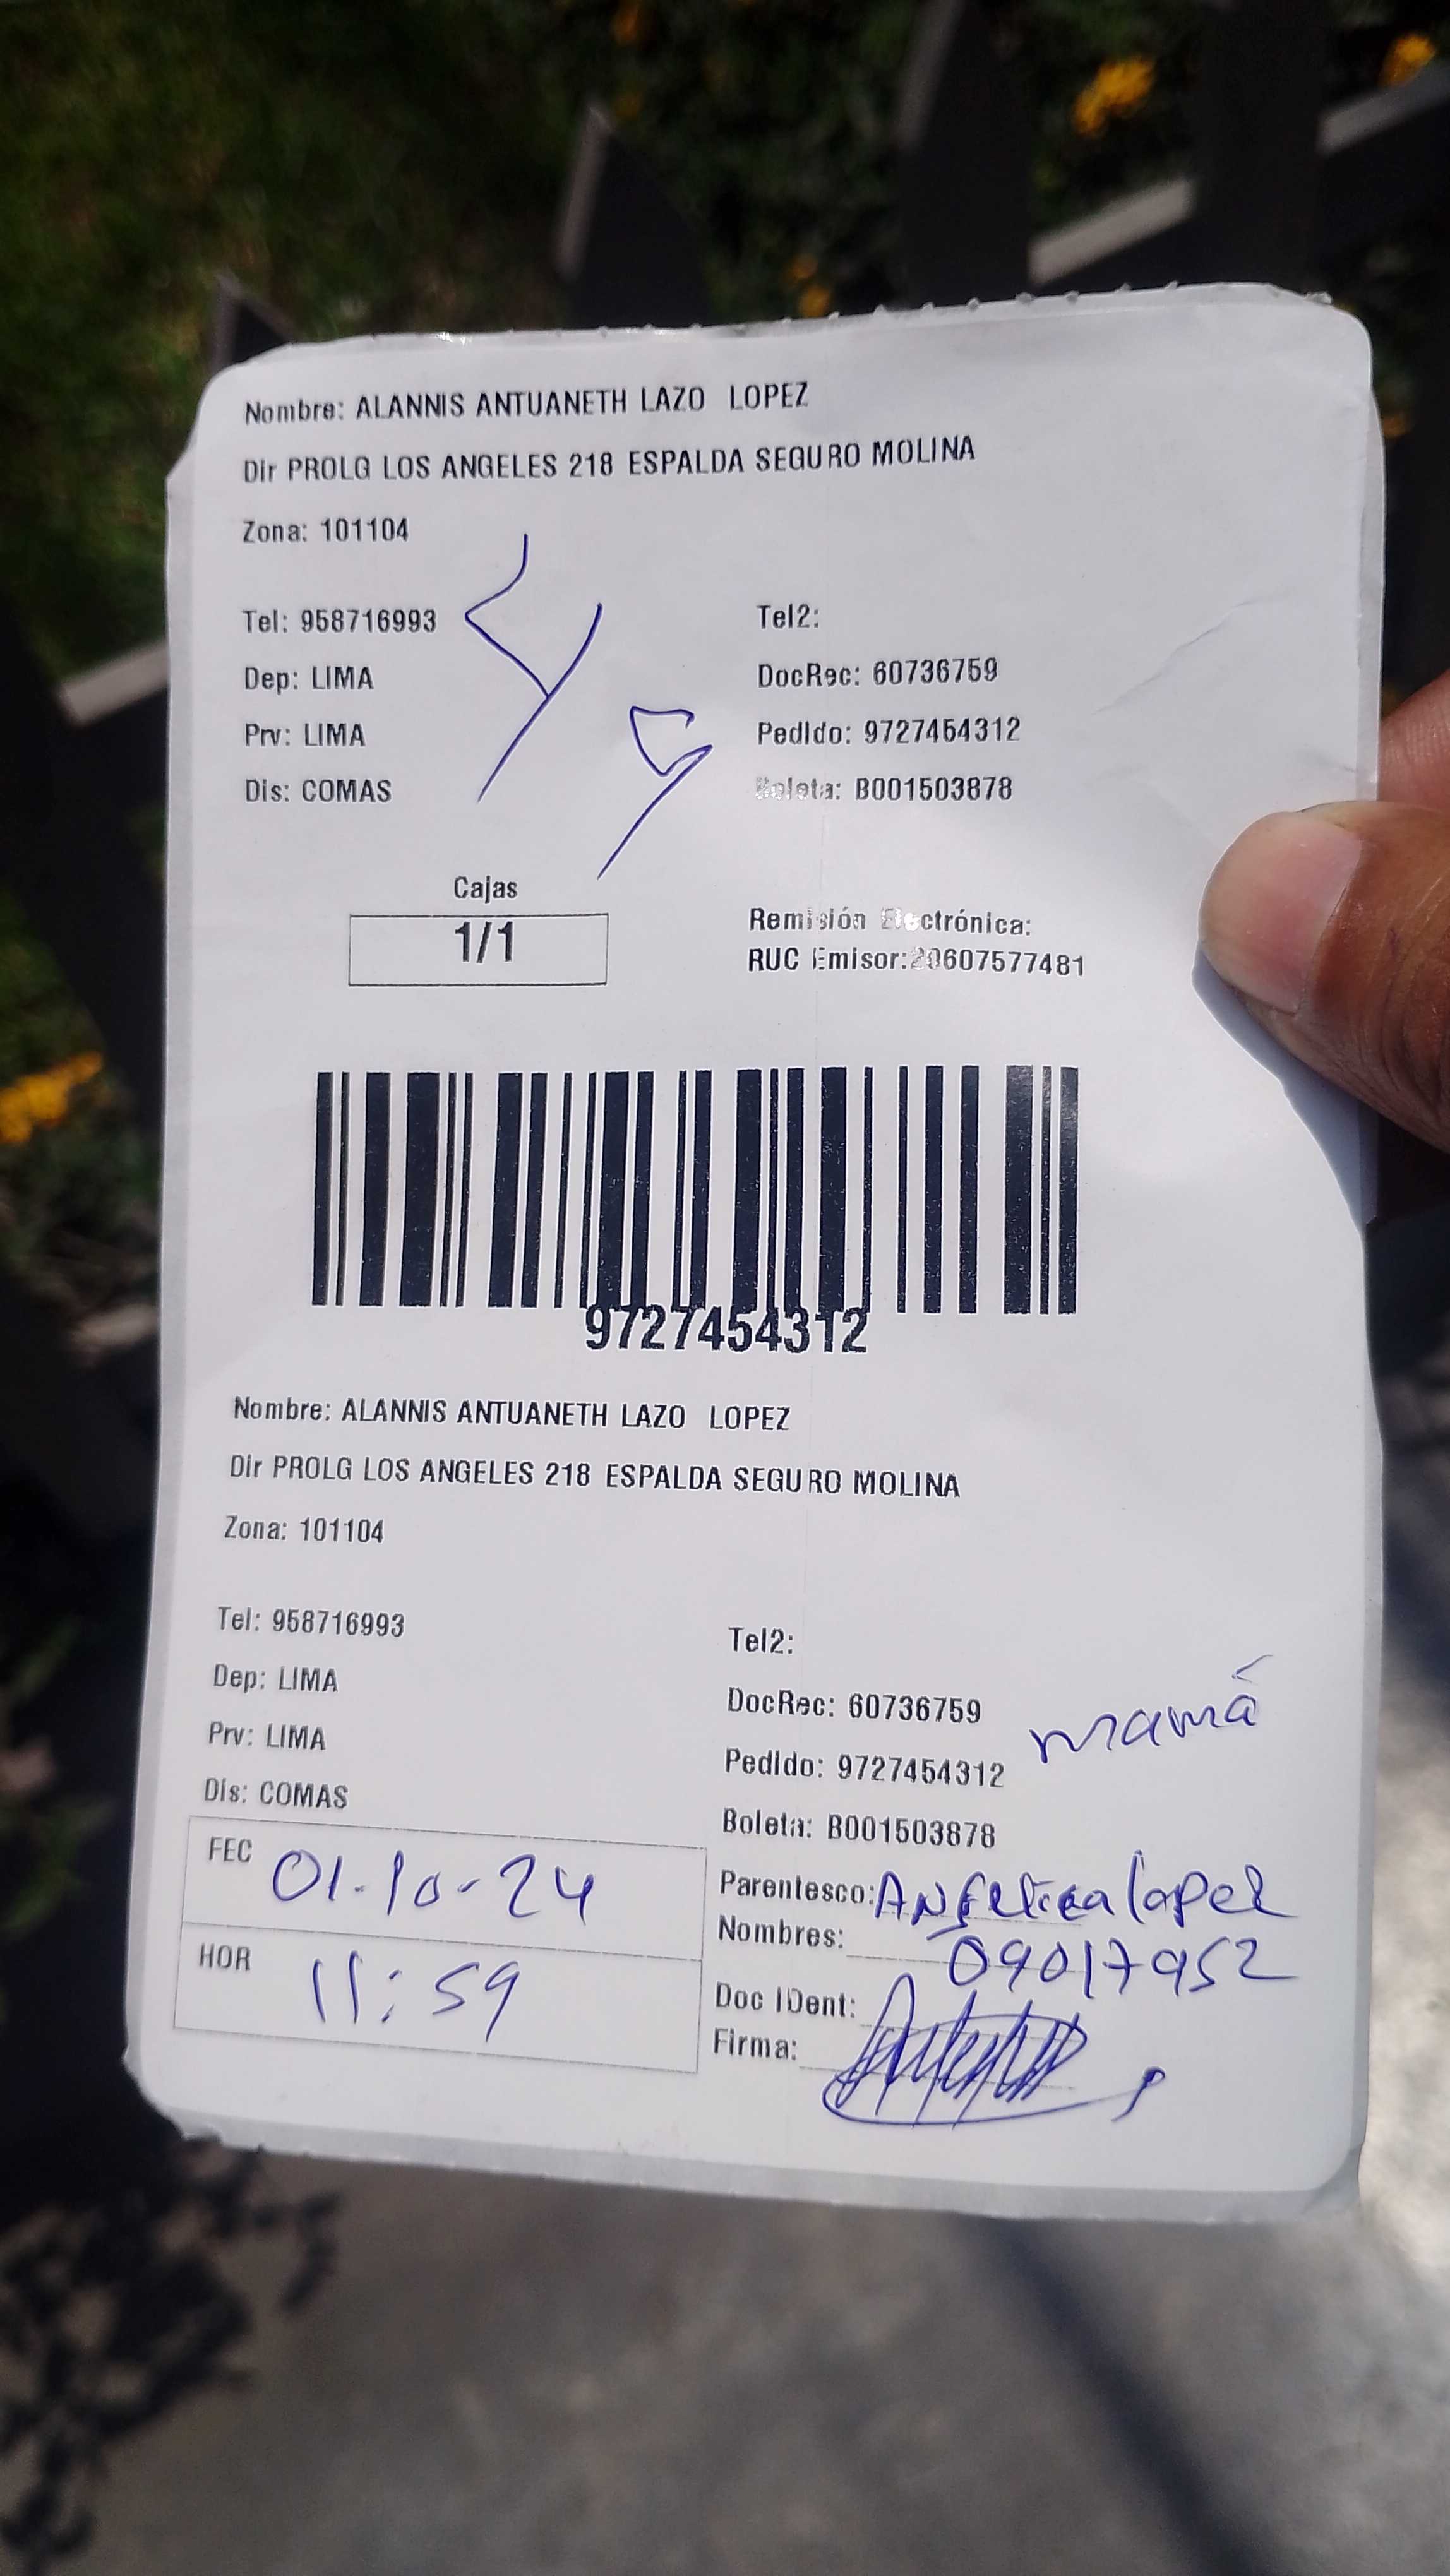 Nombre: ALANNIS ANTUANETH LAZO LOPEZ
Dir PROLG LOS ANGELES 218 ESPALDA SEGURO MOLINA
Zona: 101104
Tel: 958716993 Tel2:
Dep: LIMA DocRec: 60736759
Prv: LIMA Pedido: 9727454312
Dis: COMAS Boleta: B001503878
Cajas
1/1
Remisión Electrónica:
RUC Emisor:20607577481
9727454312
Nombre: ALANNIS ANTUANETH LAZO LOPEZ
Dir PROLG LOS ANGELES 218 ESPALDA SEGURO MOLINA
Zona: 101104
Tel: 958716993 Tel2:
Dep: LIMA DocRec: 60736759 mamá
Prv: LIMA Pedido: 9727454312
Dis: COMAS Boleta: B001503878
FEC 01-10-24 Parentesco: Angelica Lopez
Nombres: 09017952
HOR 11:59 Doc IDent:
Firma: